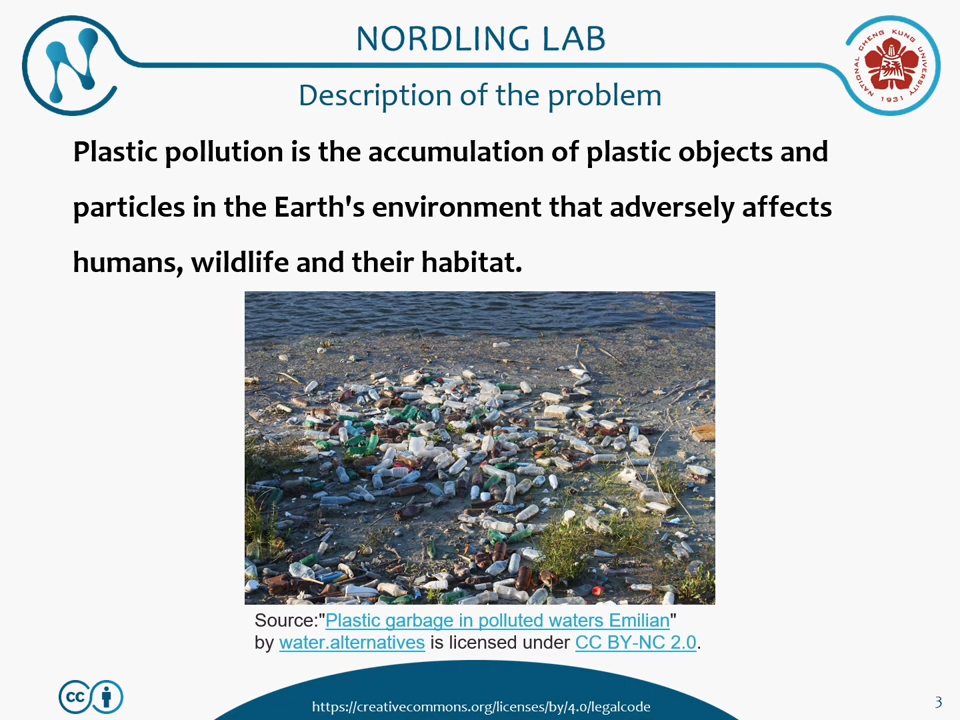 NORDLING LAB
NATIONAL CHENG KUNG UNIVERSITY
1931
Description of the problem
Plastic pollution is the accumulation of plastic objects and
particles in the Earth's environment that adversely affects
humans, wildlife and their habitat.
Source:"Plastic garbage in polluted waters Emilian"
by water.alternatives is licensed under CC BY-NC 2.0.
cc
https://creativecommons.org/licenses/by/4.0/legalcode
3